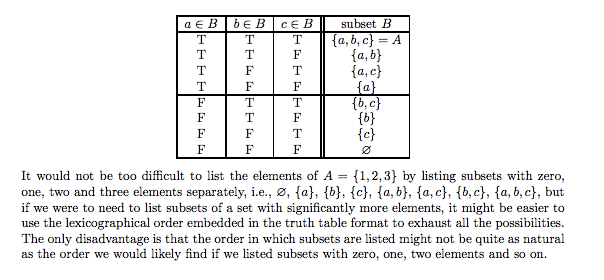 a ∈ B b ∈ B c ∈ B subset B
T T T {a, b, c} = A
T T F {a, b}
T F T {a, c}
T F F {a}
F T T {b, c}
F T F {b}
F F T {c}
F F F ∅
It would not be too difficult to list the elements of A = {1, 2, 3} by listing subsets with zero,
one, two and three elements separately, i.e., ∅, {a}, {b}, {c}, {a, b}, {a, c}, {b, c}, {a, b, c}, but
if we were to need to list subsets of a set with significantly more elements, it might be easier to
use the lexicographical order embedded in the truth table format to exhaust all the possibilities.
The only disadvantage is that the order in which subsets are listed might not be quite as natural
as the order we would likely find if we listed subsets with zero, one, two elements and so on.